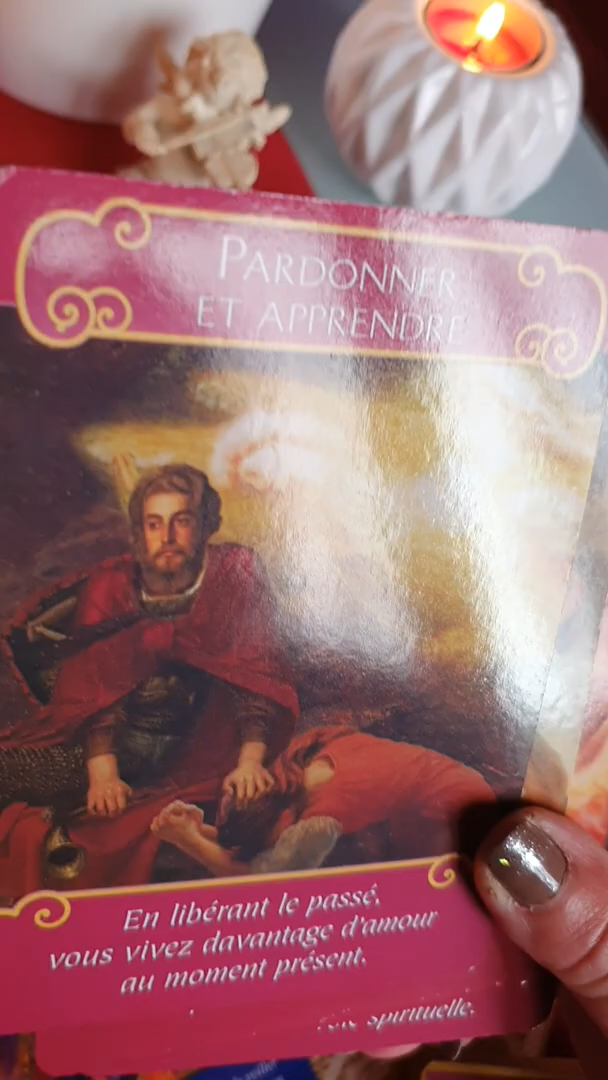 PARDONNER
ET APPRENDRE
En libérant le passé,
vous vivez davantage d'amour
au moment présent.
spirituelle.